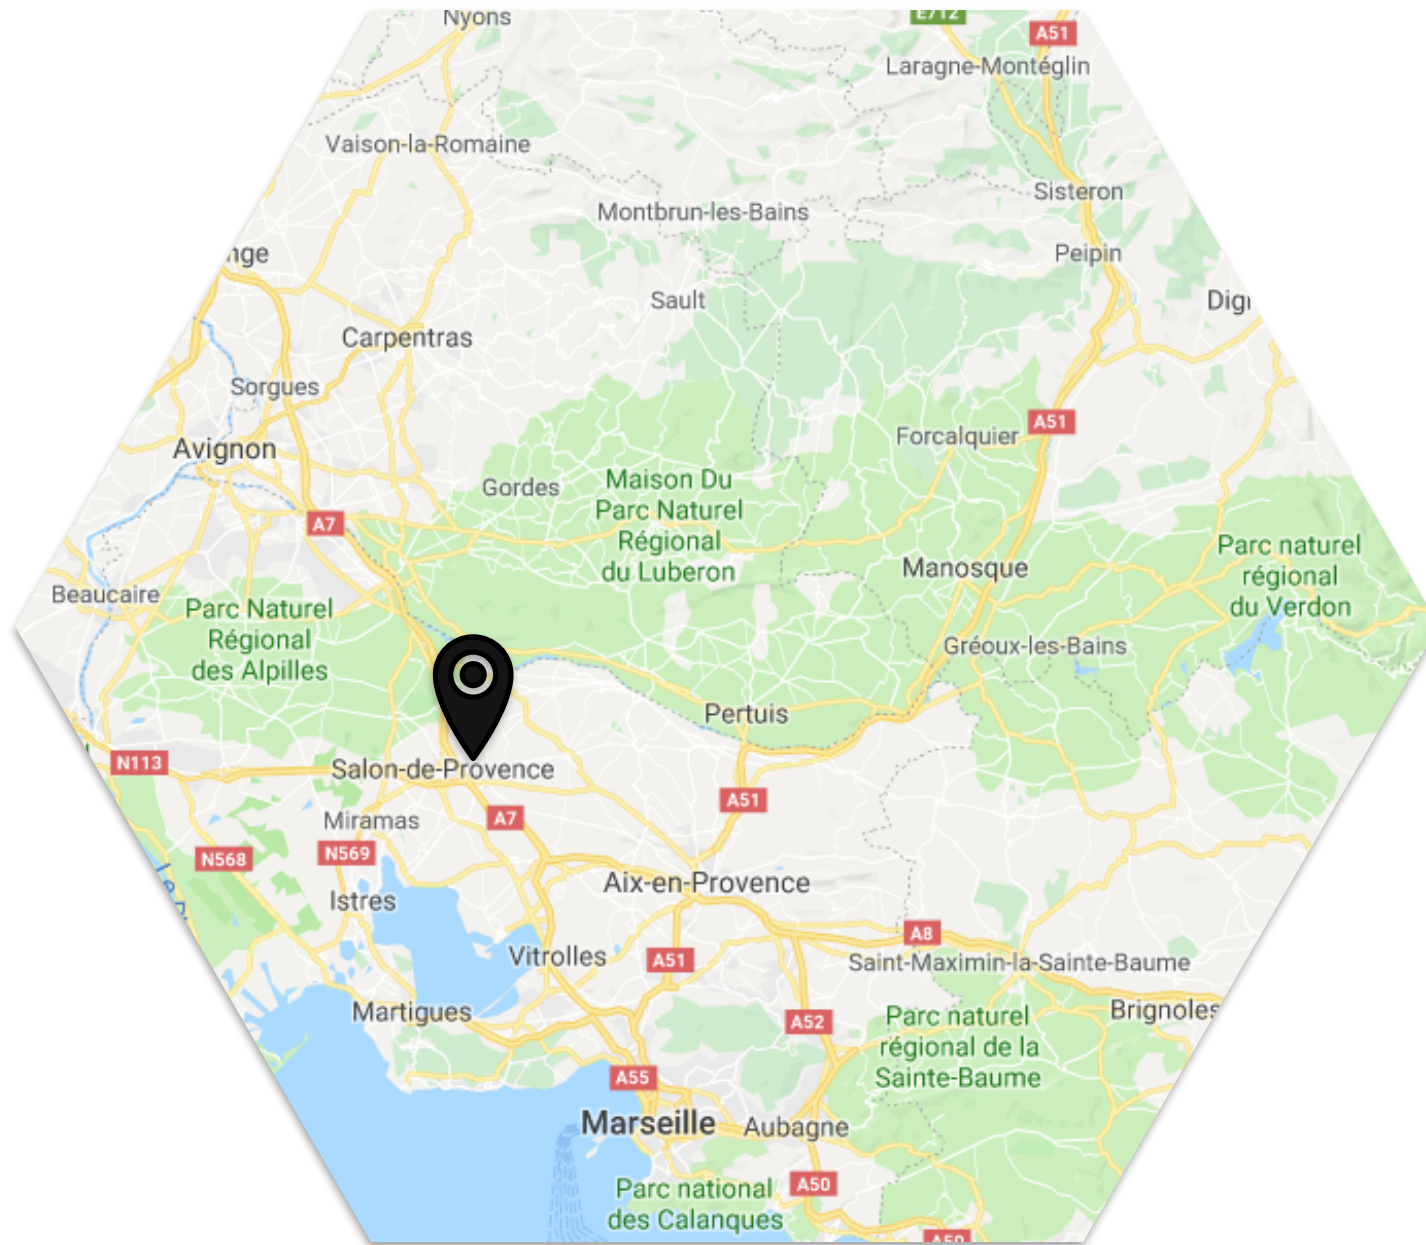 Nyons
E712
A51
Laragne-Montéglin
Vaison-la-Romaine
Sisteron
Montbrun-les-Bains
Peipin
nge
Sault
Digi
Carpentras
Sorgues
A51
Forcalquier
Avignon
Gordes
Maison Du
Parc Naturel
Régional
du Luberon
A7
Parc naturel
régional
du Verdon
Manosque
Beaucaire
Parc Naturel
Régional
des Alpilles
Gréoux-les-Bains
Pertuis
N113
Salon-de-Provence
A51
A7
Miramas
N569
N568
Aix-en-Provence
Istres
A8
Vitrolles
A51
Saint-Maximin-la-Sainte-Baume
Martigues
Brignoles
A52
Parc naturel
régional de la
Sainte-Baume
A55
Marseille
Aubagne
A50
Parc national
des Calanques
A50